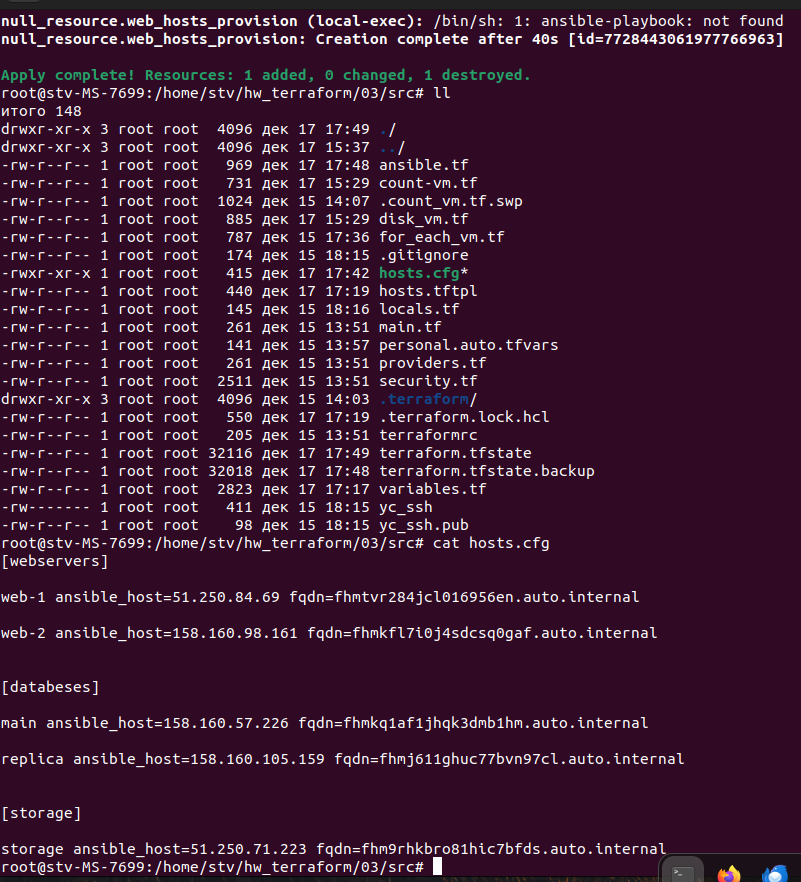 null_resource.web_hosts_provision (local-exec): /bin/sh: 1: ansible-playbook: not found
null_resource.web_hosts_provision: Creation complete after 40s [id=7728443061977766963]
Apply complete! Resources: 1 added, 0 changed, 1 destroyed.
root@stv-MS-7699:/home/stv/hw_terraform/03/src# ll
итого 148
drwxr-xr-x 3 root root  4096 дек 17 17:49 ./
drwxr-xr-x 3 root root  4096 дек 17 15:37 ../
-rw-r--r-- 1 root root   969 дек 17 17:48 ansible.tf
-rw-r--r-- 1 root root   731 дек 17 15:29 count-vm.tf
-rw-r--r-- 1 root root  1024 дек 15 14:07 .count_vm.tf.swp
-rw-r--r-- 1 root root   885 дек 17 15:29 disk_vm.tf
-rw-r--r-- 1 root root   787 дек 15 17:36 for_each_vm.tf
-rw-r--r-- 1 root root   174 дек 15 18:15 .gitignore
-rwxr-xr-x 1 root root   415 дек 17 17:42 hosts.cfg*
-rw-r--r-- 1 root root   440 дек 17 17:19 hosts.tftpl
-rw-r--r-- 1 root root   145 дек 15 18:16 locals.tf
-rw-r--r-- 1 root root   261 дек 15 13:51 main.tf
-rw-r--r-- 1 root root   141 дек 15 13:57 personal.auto.tfvars
-rw-r--r-- 1 root root   261 дек 15 13:51 providers.tf
-rw-r--r-- 1 root root  2511 дек 15 13:51 security.tf
drwxr-xr-x 3 root root  4096 дек 15 14:03 .terraform/
-rw-r--r-- 1 root root   550 дек 17 17:19 .terraform.lock.hcl
-rw-r--r-- 1 root root   205 дек 15 13:51 terraformrc
-rw-r--r-- 1 root root 32116 дек 17 17:49 terraform.tfstate
-rw-r--r-- 1 root root 32018 дек 17 17:48 terraform.tfstate.backup
-rw-r--r-- 1 root root  2823 дек 17 17:17 variables.tf
-rw------- 1 root root   411 дек 15 18:15 yc_ssh
-rw-r--r-- 1 root root    98 дек 15 18:15 yc_ssh.pub
root@stv-MS-7699:/home/stv/hw_terraform/03/src# cat hosts.cfg
[webservers]
web-1 ansible_host=51.250.84.69 fqdn=fhmtvr284jcl016956en.auto.internal
web-2 ansible_host=158.160.98.161 fqdn=fhmkfl7i0j4sdcsq0gaf.auto.internal
[databeses]
main ansible_host=158.160.57.226 fqdn=fhmkq1af1jhqk3dmb1hm.auto.internal
replica ansible_host=158.160.105.159 fqdn=fhmj611ghuc77bvn97cl.auto.internal
[storage]
storage ansible_host=51.250.71.223 fqdn=fhm9rhkbro81hic7bfds.auto.internal
root@stv-MS-7699:/home/stv/hw_terraform/03/src#